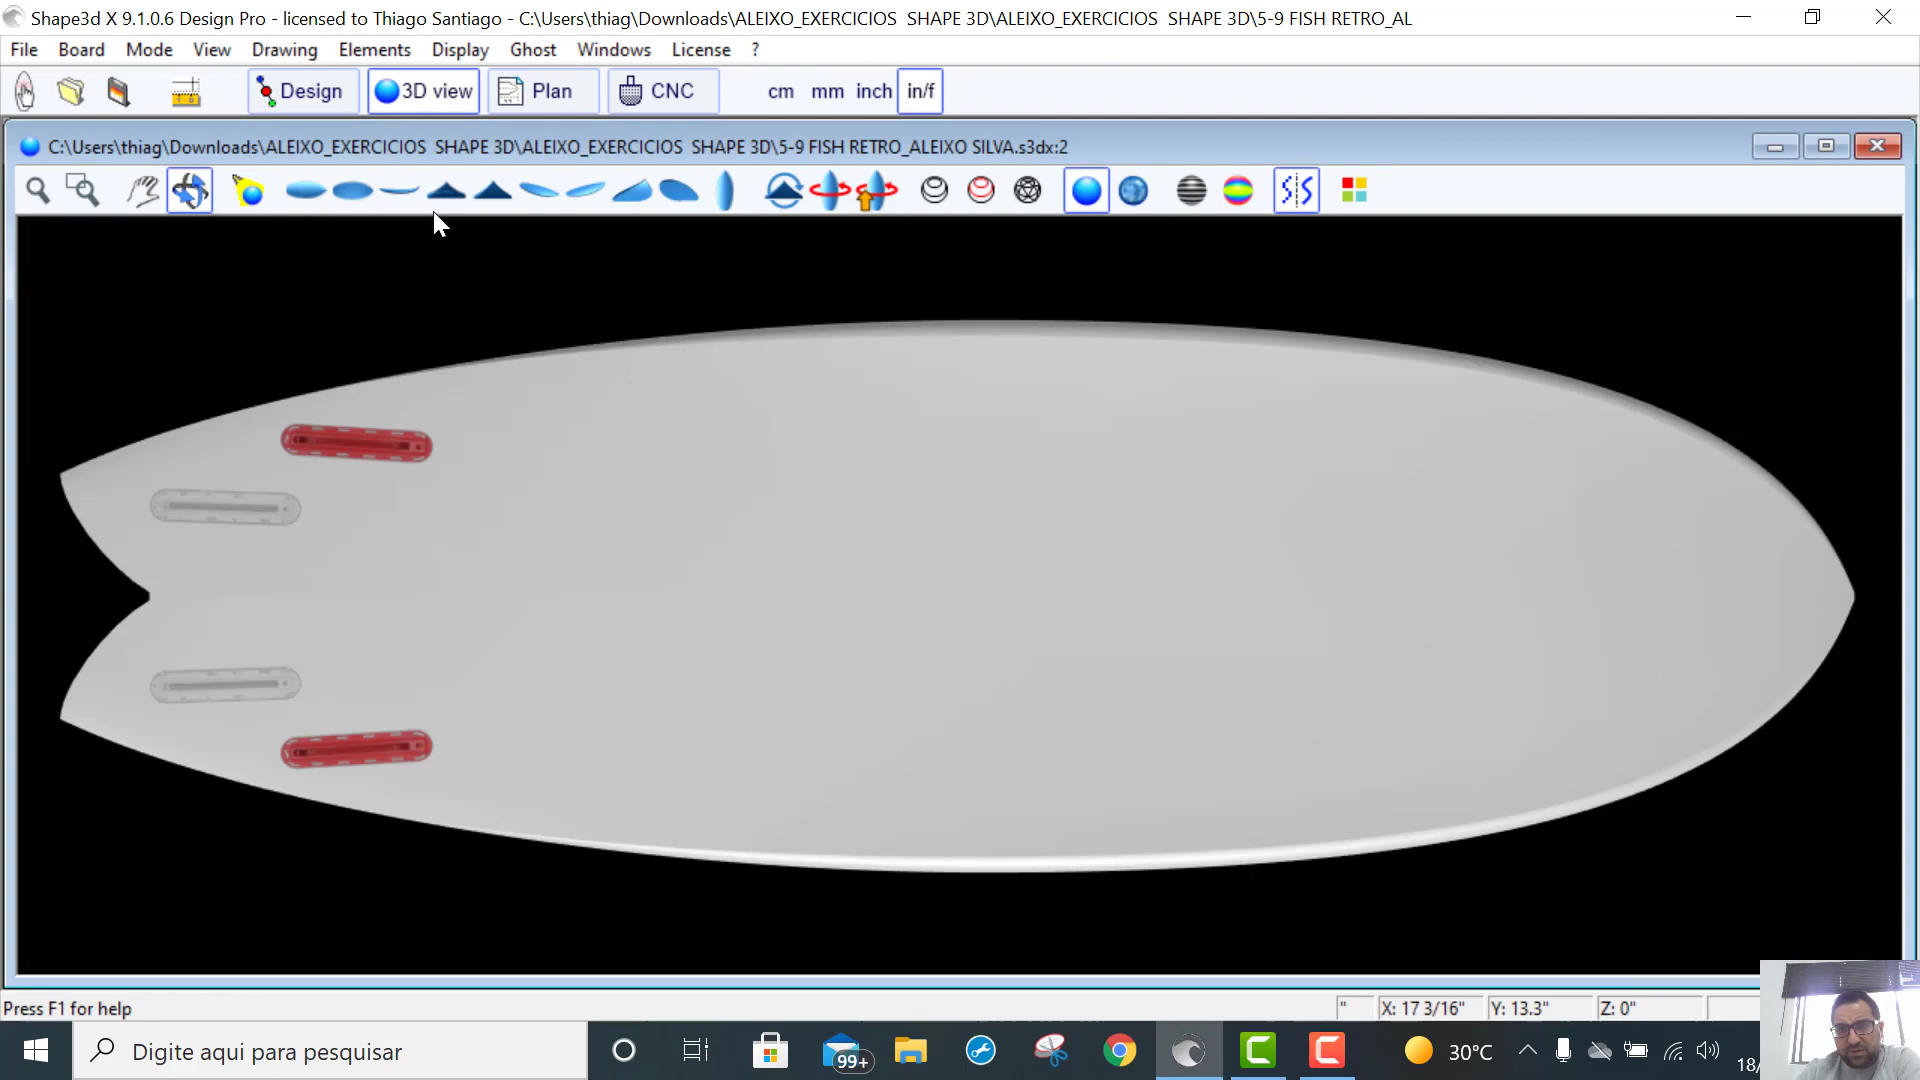 Shape3d X 9.1.0.6 Design Pro - licensed to Thiago Santiago - C:\Users\thiag\Downloads\ALEIXO_EXERCICIOS  SHAPE 3D\ALEIXO_EXERCICIOS  SHAPE 3D\5-9 FISH RETRO_AL
File Board Mode View Drawing Elements Display Ghost Windows License ?
Design 3D view Plan CNC cm mm inch in/f
C:\Users\thiag\Downloads\ALEIXO_EXERCICIOS  SHAPE 3D\ALEIXO_EXERCICIOS  SHAPE 3D\5-9 FISH RETRO_ALEIXO SILVA.s3dx:2
Press F1 for help " X: 17 3/16" Y: 13.3" Z: 0"
Digite aqui para pesquisar 99+ 30°C
18/